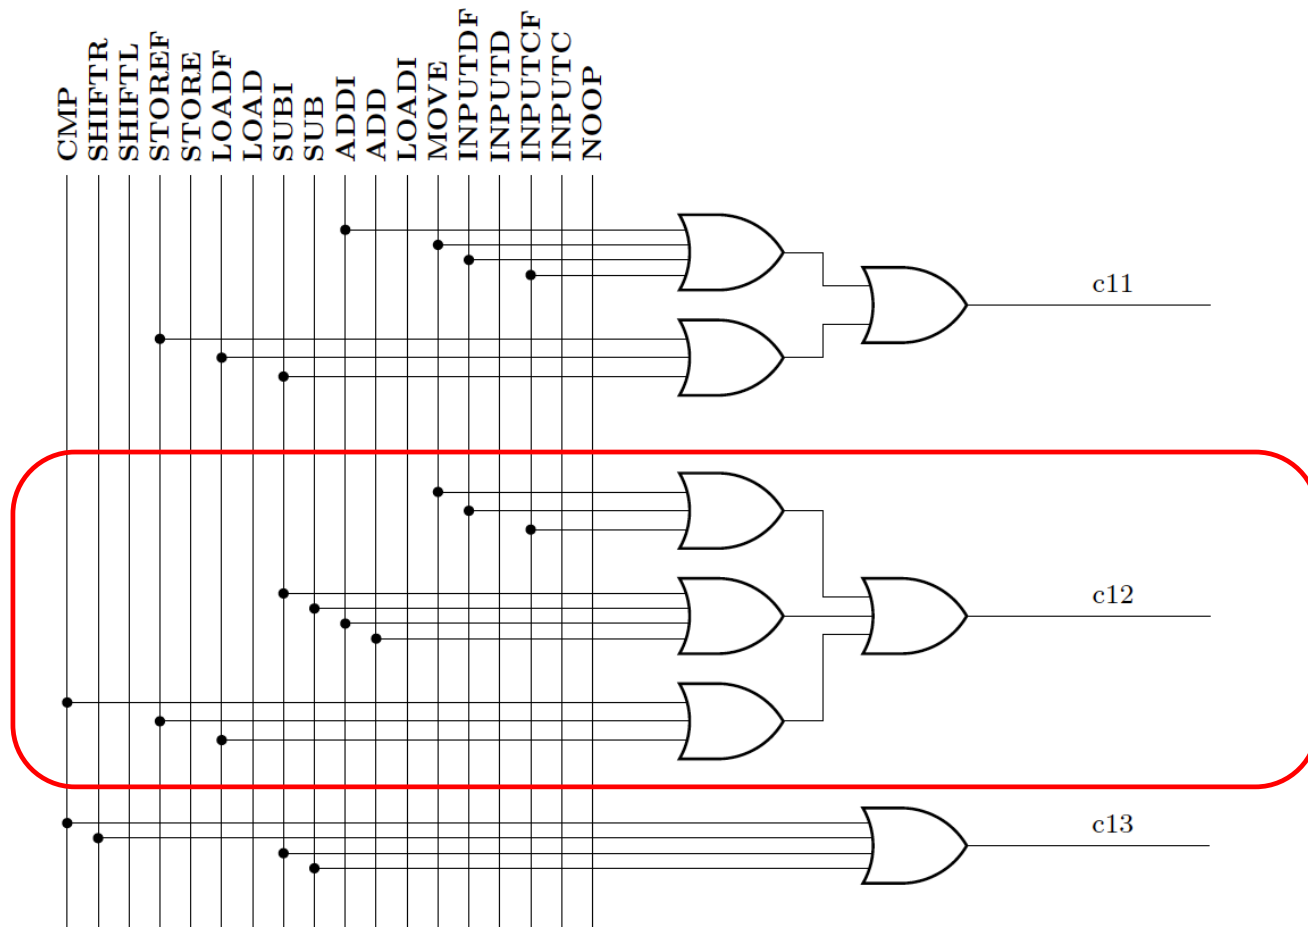 CMP
SHIFTR
SHIFTL
STOREF
STORE
LOADF
LOAD
SUBI
SUB
ADDI
ADD
LOADI
MOVE
INPUTDF
INPUTD
INPUTCF
INPUTC
NOOP
c11
c12
c13